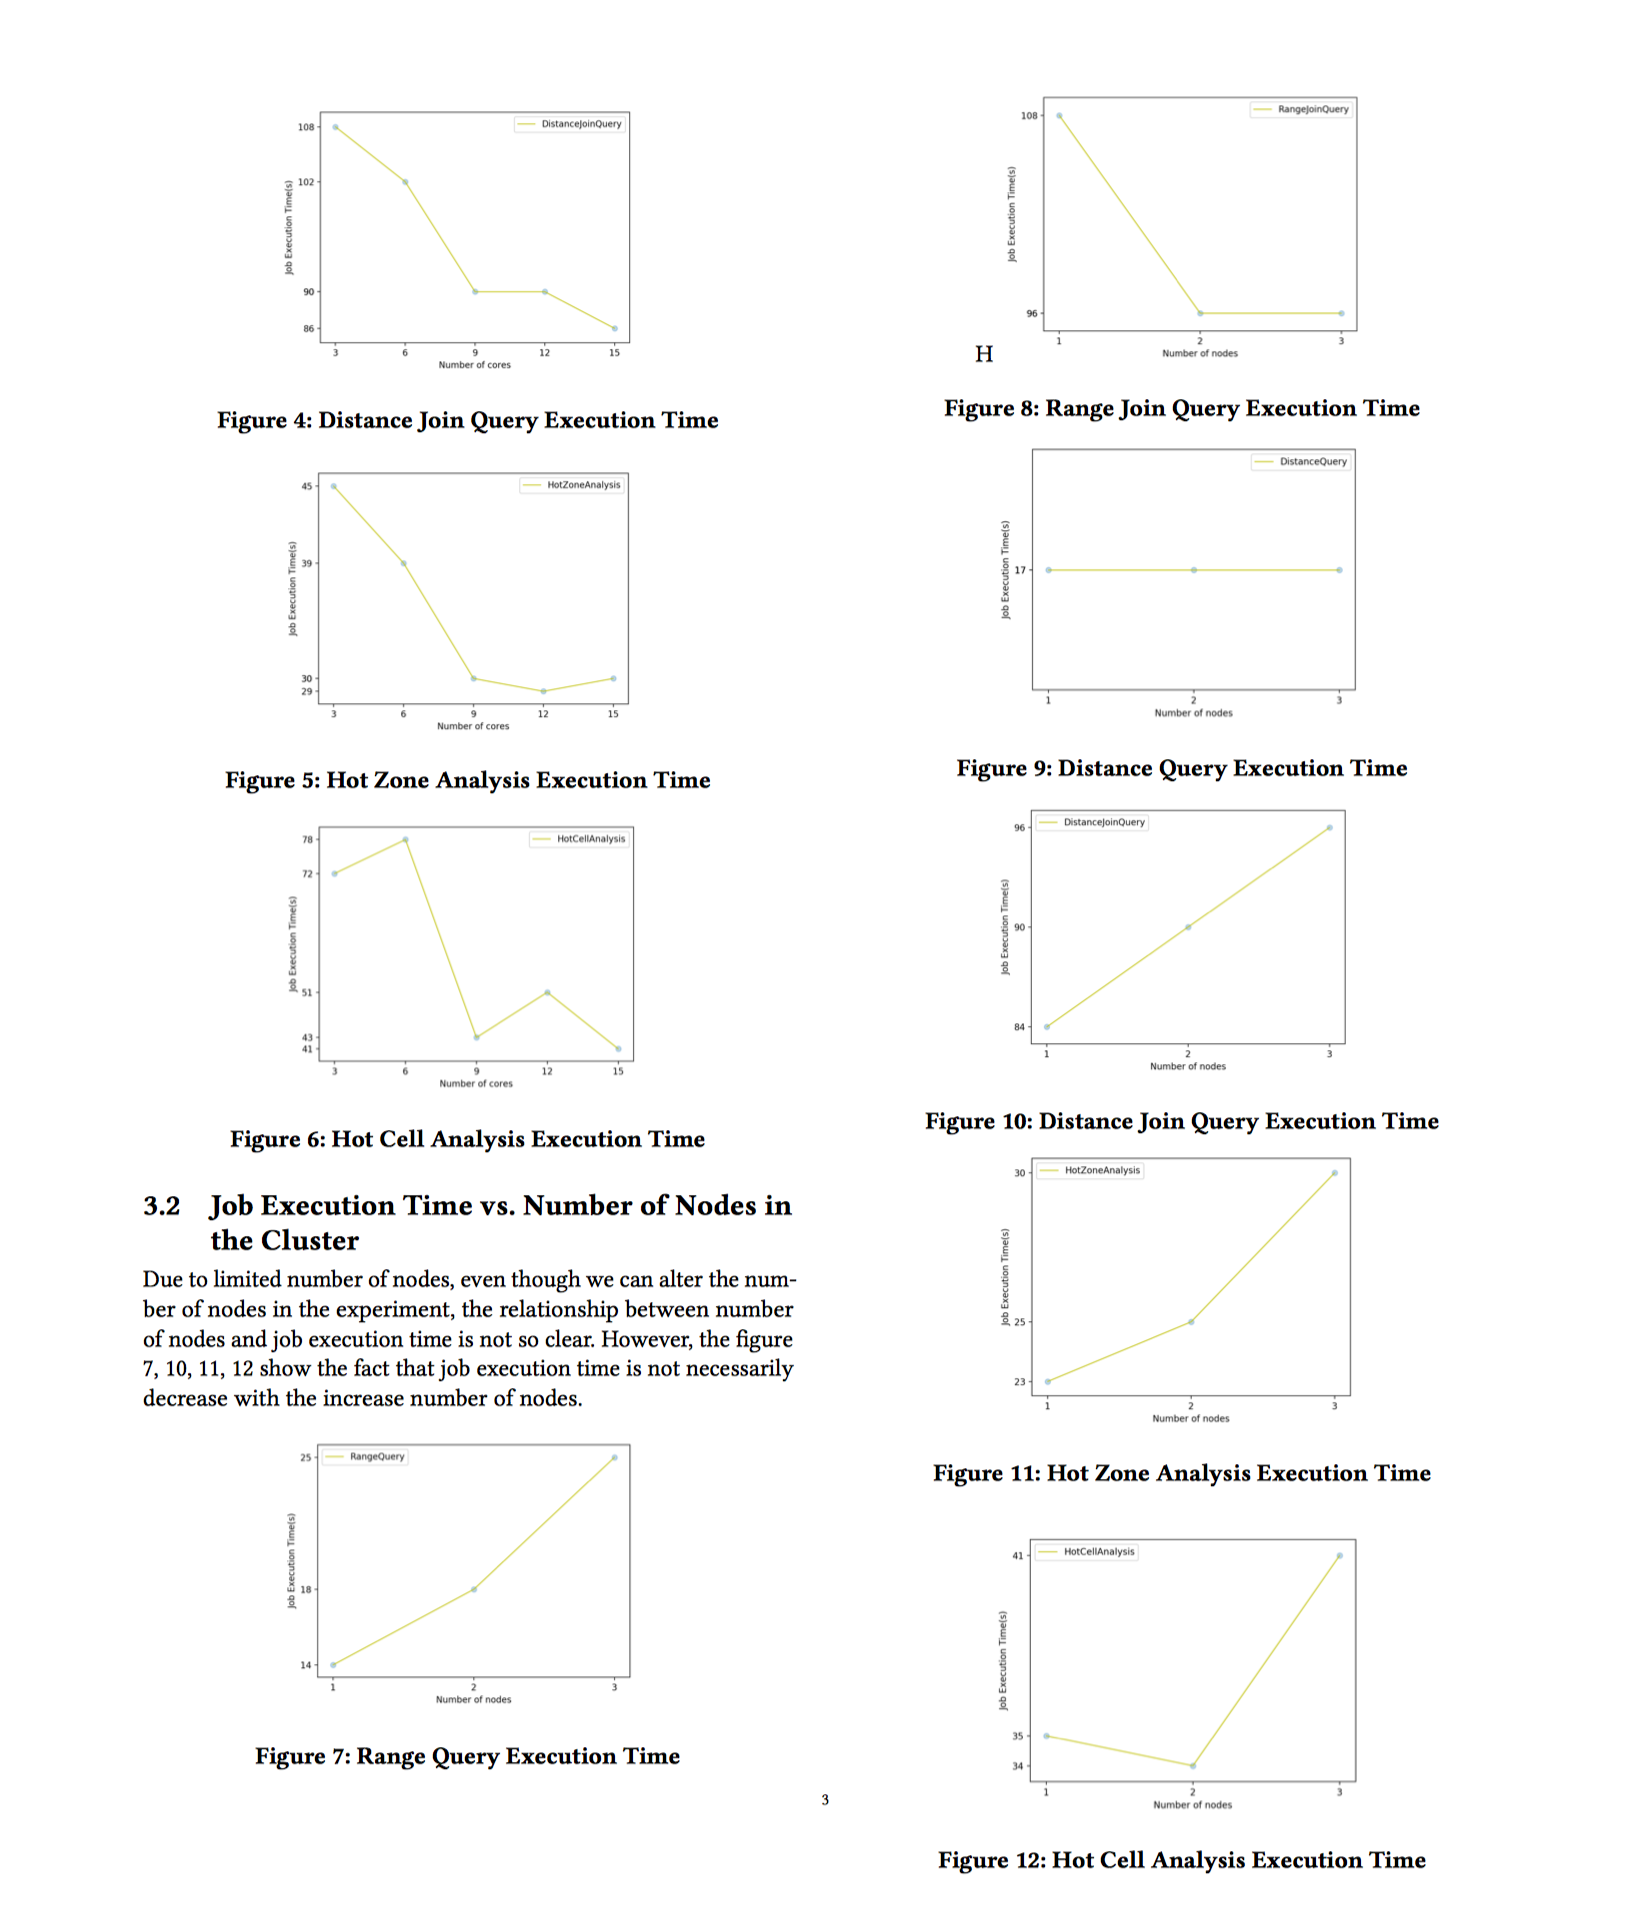 108
102
90
86
Job Execution Time(s)
DistanceJoinQuery
3 6 9 12 15
Number of cores
Figure 4: Distance Join Query Execution Time
45
39
30
29
Job Execution Time(s)
HotZoneAnalysis
3 6 9 12 15
Number of cores
Figure 5: Hot Zone Analysis Execution Time
78
72
51
43
41
Job Execution Time(s)
HotCellAnalysis
3 6 9 12 15
Number of cores
Figure 6: Hot Cell Analysis Execution Time
3.2 Job Execution Time vs. Number of Nodes in
the Cluster
Due to limited number of nodes, even though we can alter the num-
ber of nodes in the experiment, the relationship between number
of nodes and job execution time is not so clear. However, the figure
7, 10, 11, 12 show the fact that job execution time is not necessarily
decrease with the increase number of nodes.
25
18
14
Job Execution Time(s)
RangeQuery
1 2 3
Number of nodes
Figure 7: Range Query Execution Time
108
96
Job Execution Time(s)
RangeJoinQuery
1 2 3
Number of nodes
H
Figure 8: Range Join Query Execution Time
17
Job Execution Time(s)
DistanceQuery
1 2 3
Number of nodes
Figure 9: Distance Query Execution Time
96
90
84
Job Execution Time(s)
DistanceJoinQuery
1 2 3
Number of nodes
Figure 10: Distance Join Query Execution Time
30
25
23
Job Execution Time(s)
HotZoneAnalysis
1 2 3
Number of nodes
Figure 11: Hot Zone Analysis Execution Time
41
35
34
Job Execution Time(s)
HotCellAnalysis
1 2 3
Number of nodes
Figure 12: Hot Cell Analysis Execution Time
3